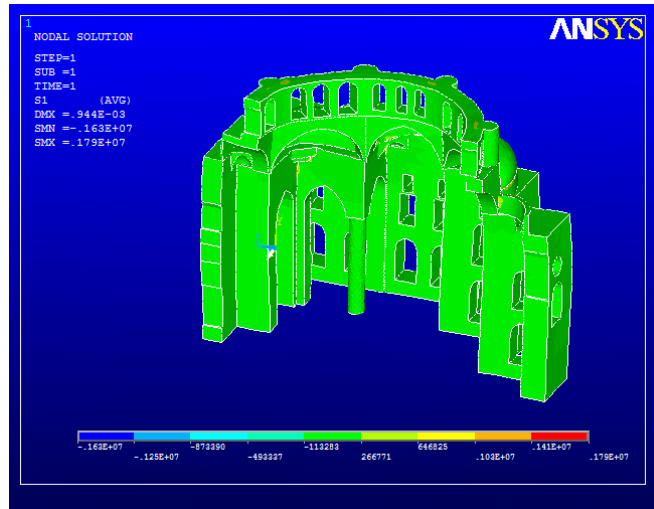 1
ANSYS
NODAL SOLUTION
STEP=1
SUB =1
TIME=1
S1 (AVG)
DMX =.944E-03
SMN =-.163E+07
SMX =.179E+07
-.163E+07 -873390 -113283 646825 .141E+07
-.125E+07 -493337 266771 .103E+07 .179E+07